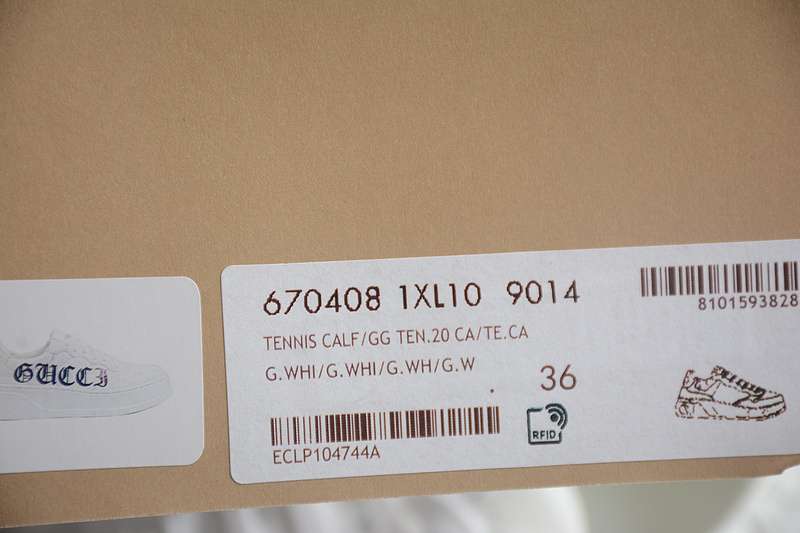 GUCCI
670408 1XL10 9014
8101593828
TENNIS CALF/GG TEN.20 CA/TE.CA
G.WHI/G.WHI/G.WH/G.W
36
RFID
ECLP104744A